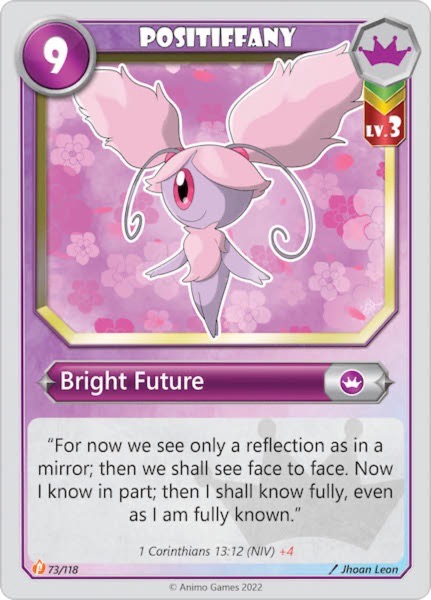 9
POSITIFFANY
LV.3
Bright Future
“For now we see only a reflection as in a
mirror; then we shall see face to face. Now
I know in part; then I shall know fully, even
as I am fully known.”
1 Corinthians 13:12 (NIV) +4
73/118
Jhoan Leon
© Animo Games 2022